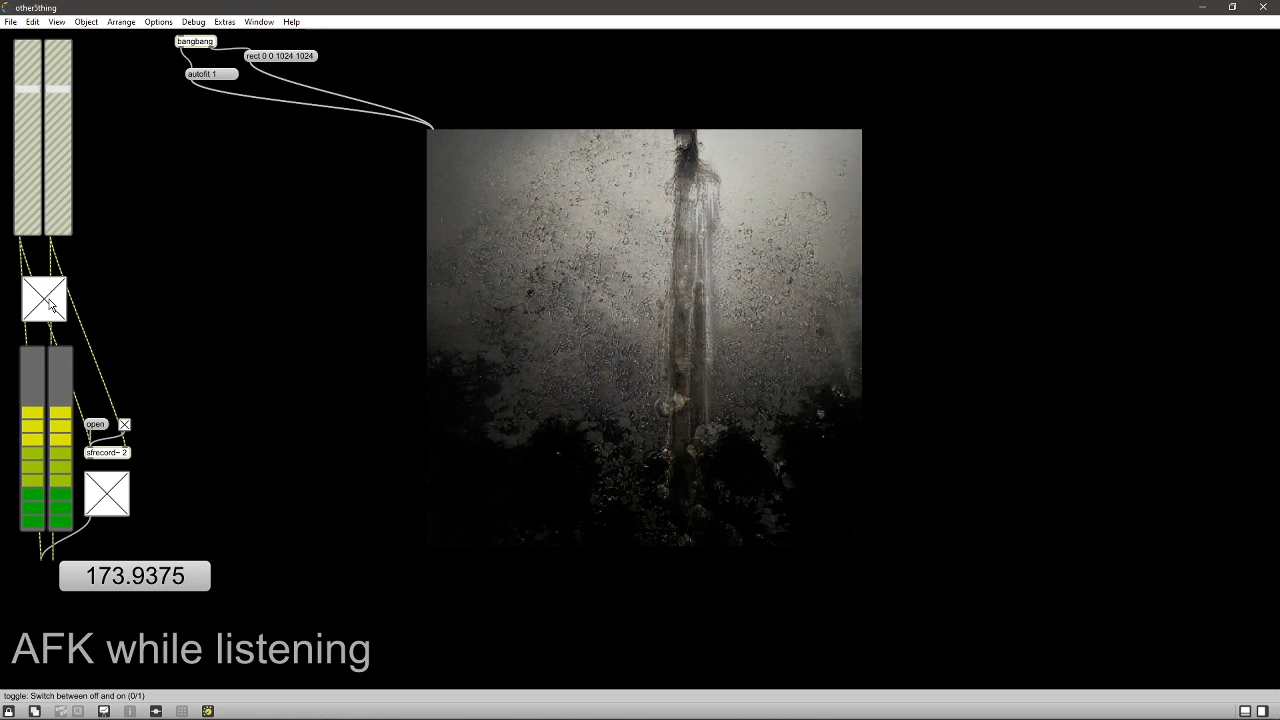 other5thing
File Edit View Object Arrange Options Debug Extras Window Help
bangbang
rect 0 0 1024 1024
autofit 1
open
sfrecord~ 2
173.9375
AFK while listening
toggle: Switch between off and on (0/1)